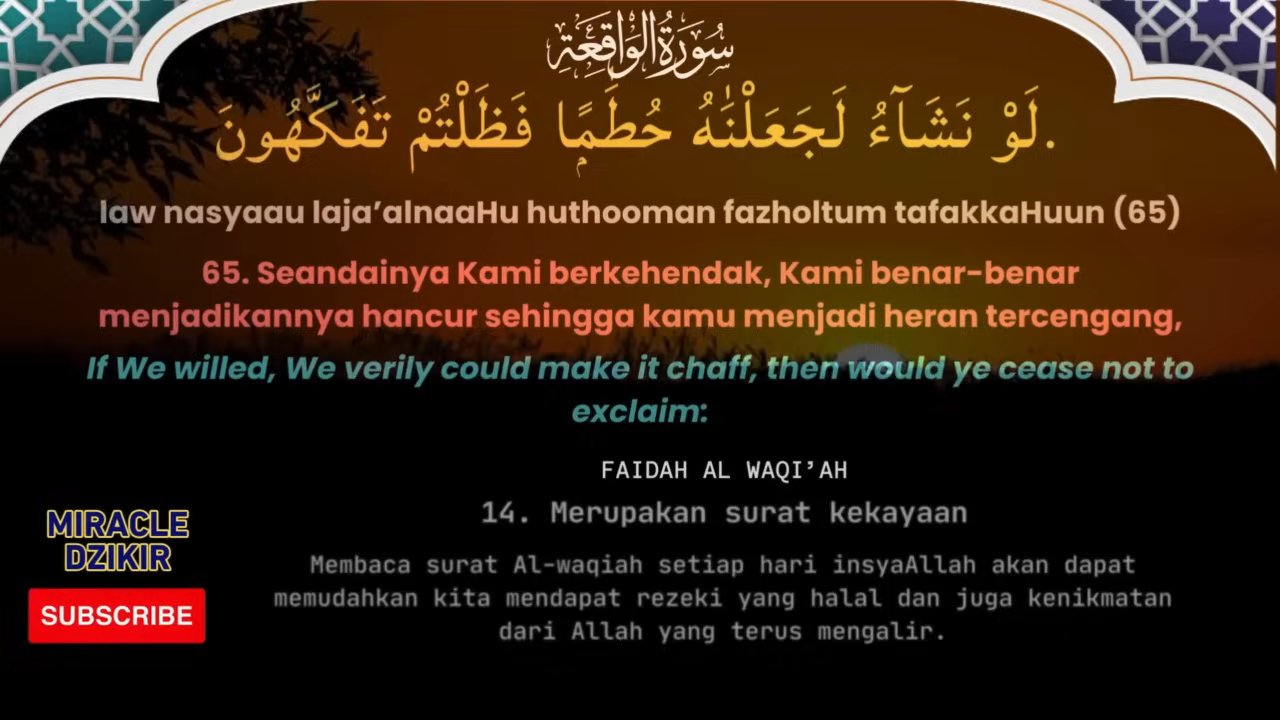 سُورَةُ الْوَاقِعَةِ
لَوْ نَشَآءُ لَجَعَلْنٰهُ حُطَٰمًۭا فَظَلْتُمْ تَفَكَّهُونَ.
law nasyaau laja’alnaaHu huthooman fazholtum tafakkaHuun (65)
65. Seandainya Kami berkehendak, Kami benar-benar
menjadikannya hancur sehingga kamu menjadi heran tercengang,
If We willed, We verily could make it chaff, then would ye cease not to
exclaim:
FAIDAH AL WAQI’AH
14. Merupakan surat kekayaan
Membaca surat Al-waqiah setiap hari insyaAllah akan dapat
memudahkan kita mendapat rezeki yang halal dan juga kenikmatan
dari Allah yang terus mengalir.
MIRACLE
DZIKIR
SUBSCRIBE